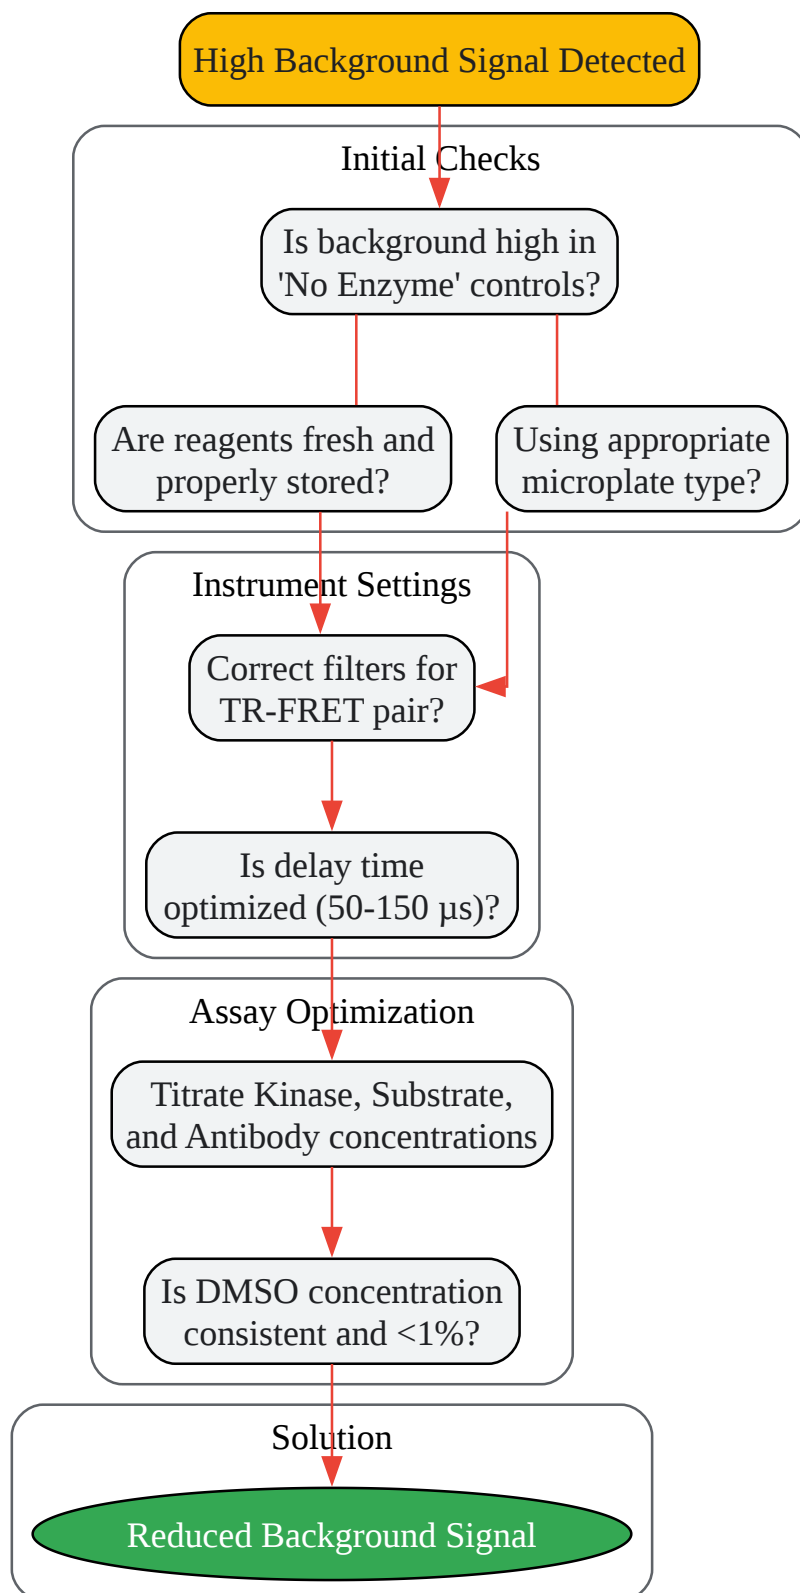 High Background Signal Detected
Initial Checks
Is background high in
'No Enzyme' controls?
Are reagents fresh and
properly stored?
Using appropriate
microplate type?
Instrument Settings
Correct filters for
TR-FRET pair?
Is delay time
optimized (50-150 µs)?
Assay Optimization
Titrate Kinase, Substrate,
and Antibody concentrations
Is DMSO concentration
consistent and <1%?
Solution
Reduced Background Signal